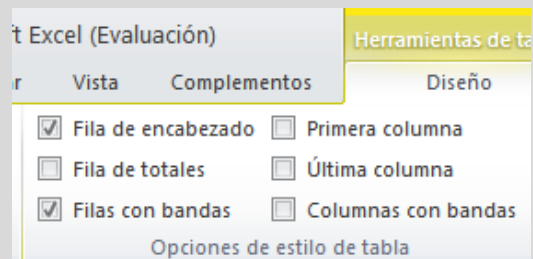 ft Excel (Evaluación)
Herramientas de ta
r Vista Complementos Diseño
Fila de encabezado Primera columna
Fila de totales Última columna
Filas con bandas Columnas con bandas
Opciones de estilo de tabla